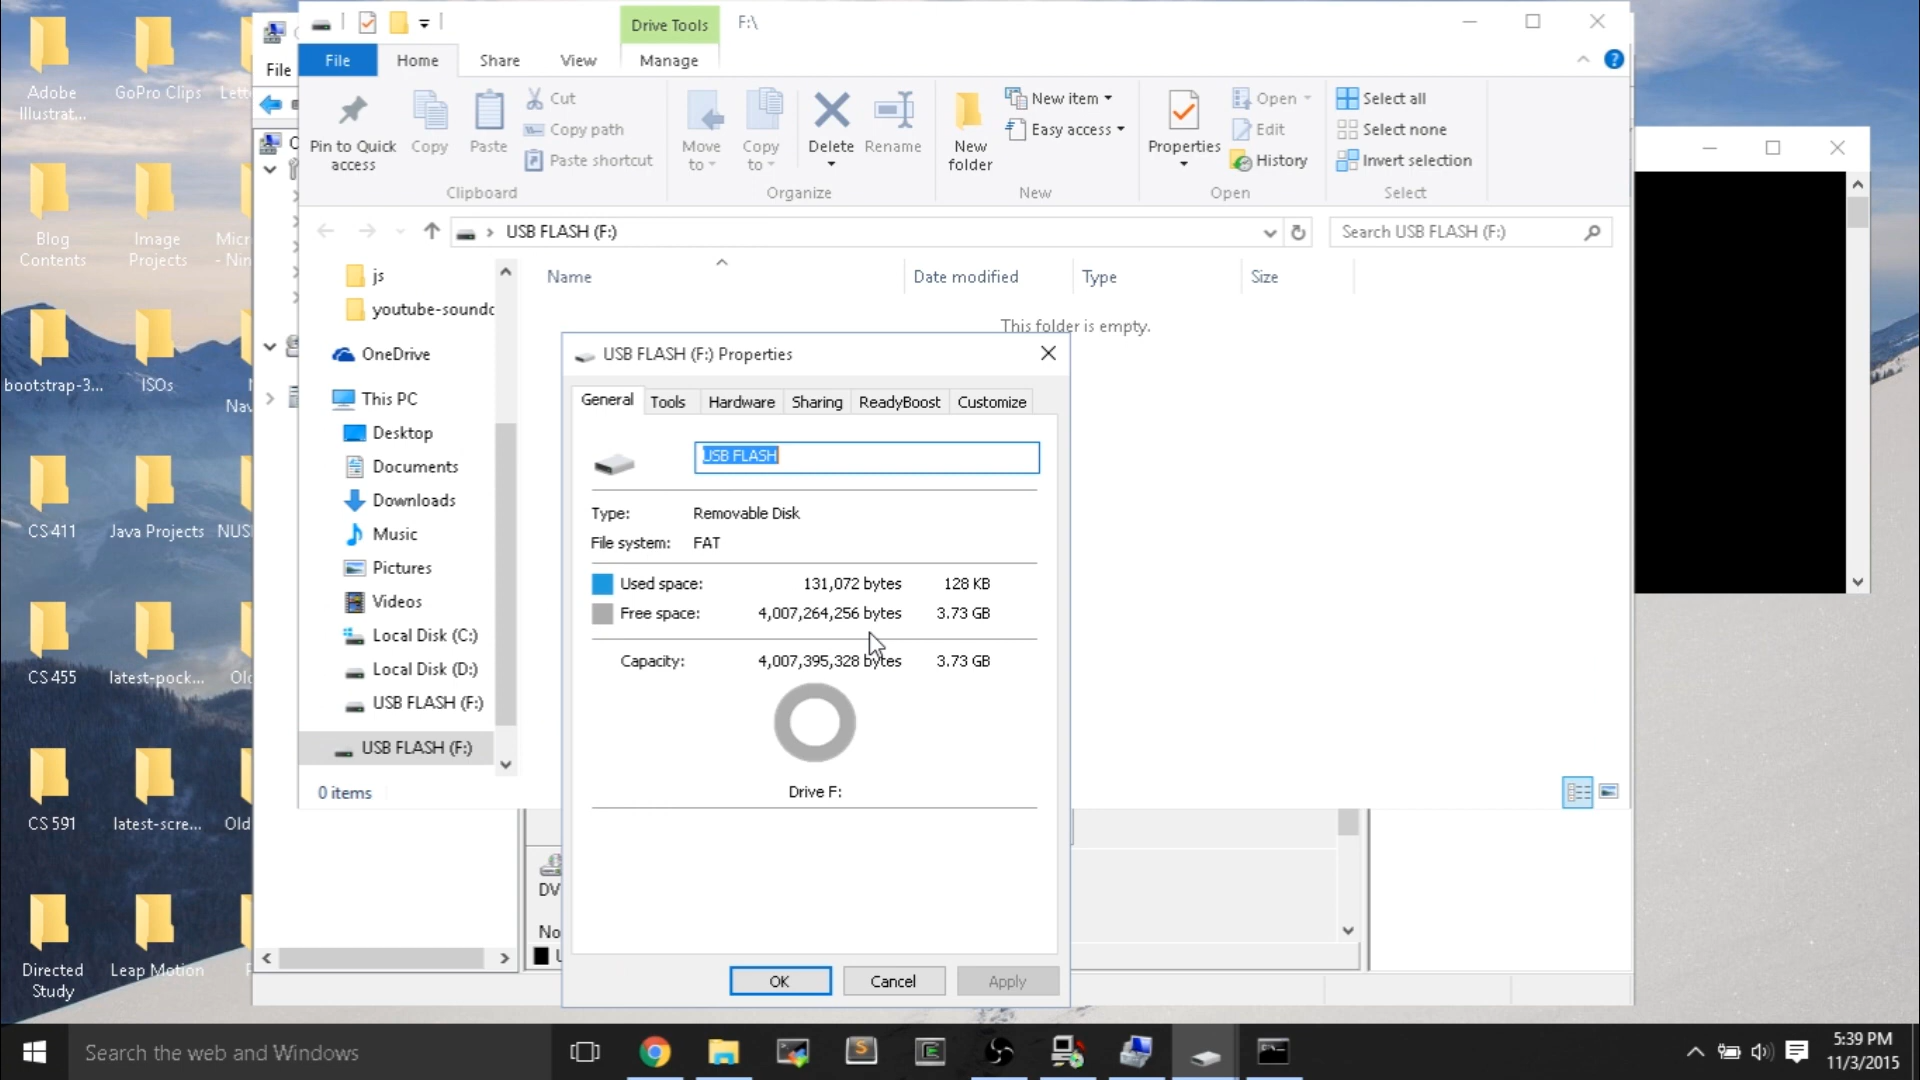 Drive Tools
F:\
File
Home
Share
View
Manage
File
Pin to Quick access
Copy
Paste
Cut
Copy path
Paste shortcut
Clipboard
Move to
Copy to
Delete
Rename
Organize
New folder
New item
Easy access
New
Properties
Open
Edit
History
Open
Select all
Select none
Invert selection
Select
USB FLASH (F:)
Search USB FLASH (F:)
Name
Date modified
Type
Size
This folder is empty.
js
youtube-soundc
OneDrive
This PC
Desktop
Documents
Downloads
Music
Pictures
Videos
Local Disk (C:)
Local Disk (D:)
USB FLASH (F:)
USB FLASH (F:)
0 items
USB FLASH (F:) Properties
General
Tools
Hardware
Sharing
ReadyBoost
Customize
USB FLASH
Type: Removable Disk
File system: FAT
Used space: 131,072 bytes 128 KB
Free space: 4,007,264,256 bytes 3.73 GB
Capacity: 4,007,395,328 bytes 3.73 GB
Drive F:
OK
Cancel
Apply
DV
No
Adobe
Illustrat...
GoPro Clips
Lett
Blog
Contents
Image
Projects
Micr
- Nin
bootstrap-3...
ISOs
N
Nav
CS 411
Java Projects
NUS
CS 455
latest-pock...
Old
CS 591
latest-scre...
Old
Directed
Study
Leap Motion
Search the web and Windows
5:39 PM
11/3/2015